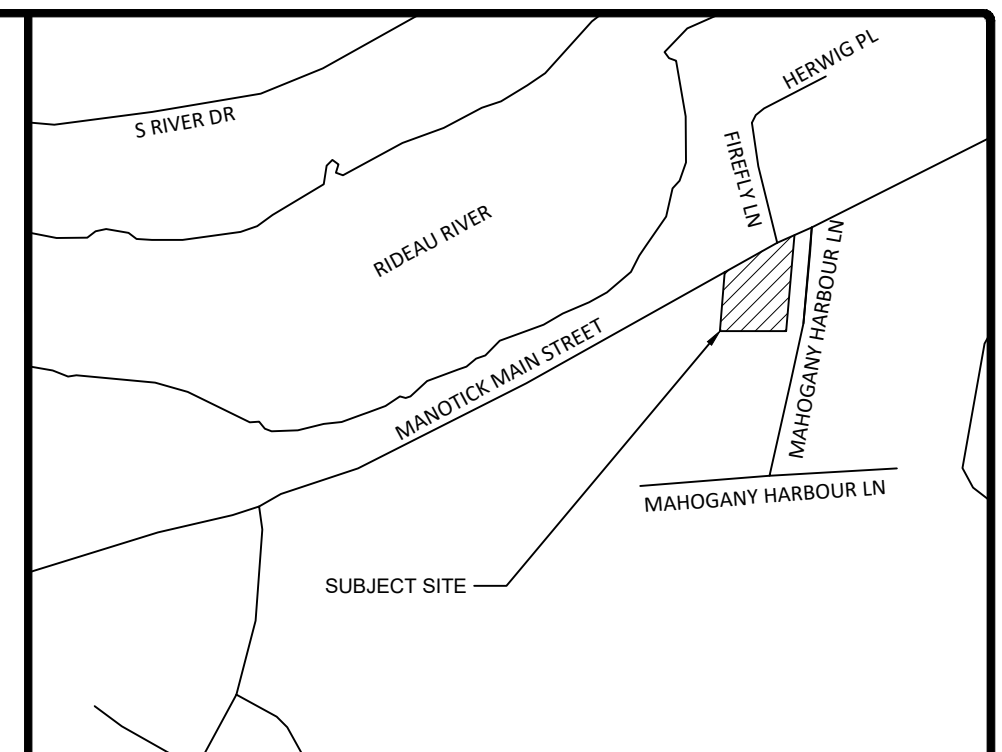 HERWIG PL
S RIVER DR
FIREFLY LN
RIDEAU RIVER
MAHOGANY HARBOUR LN
MANOTICK MAIN STREET
MAHOGANY HARBOUR LN
SUBJECT SITE